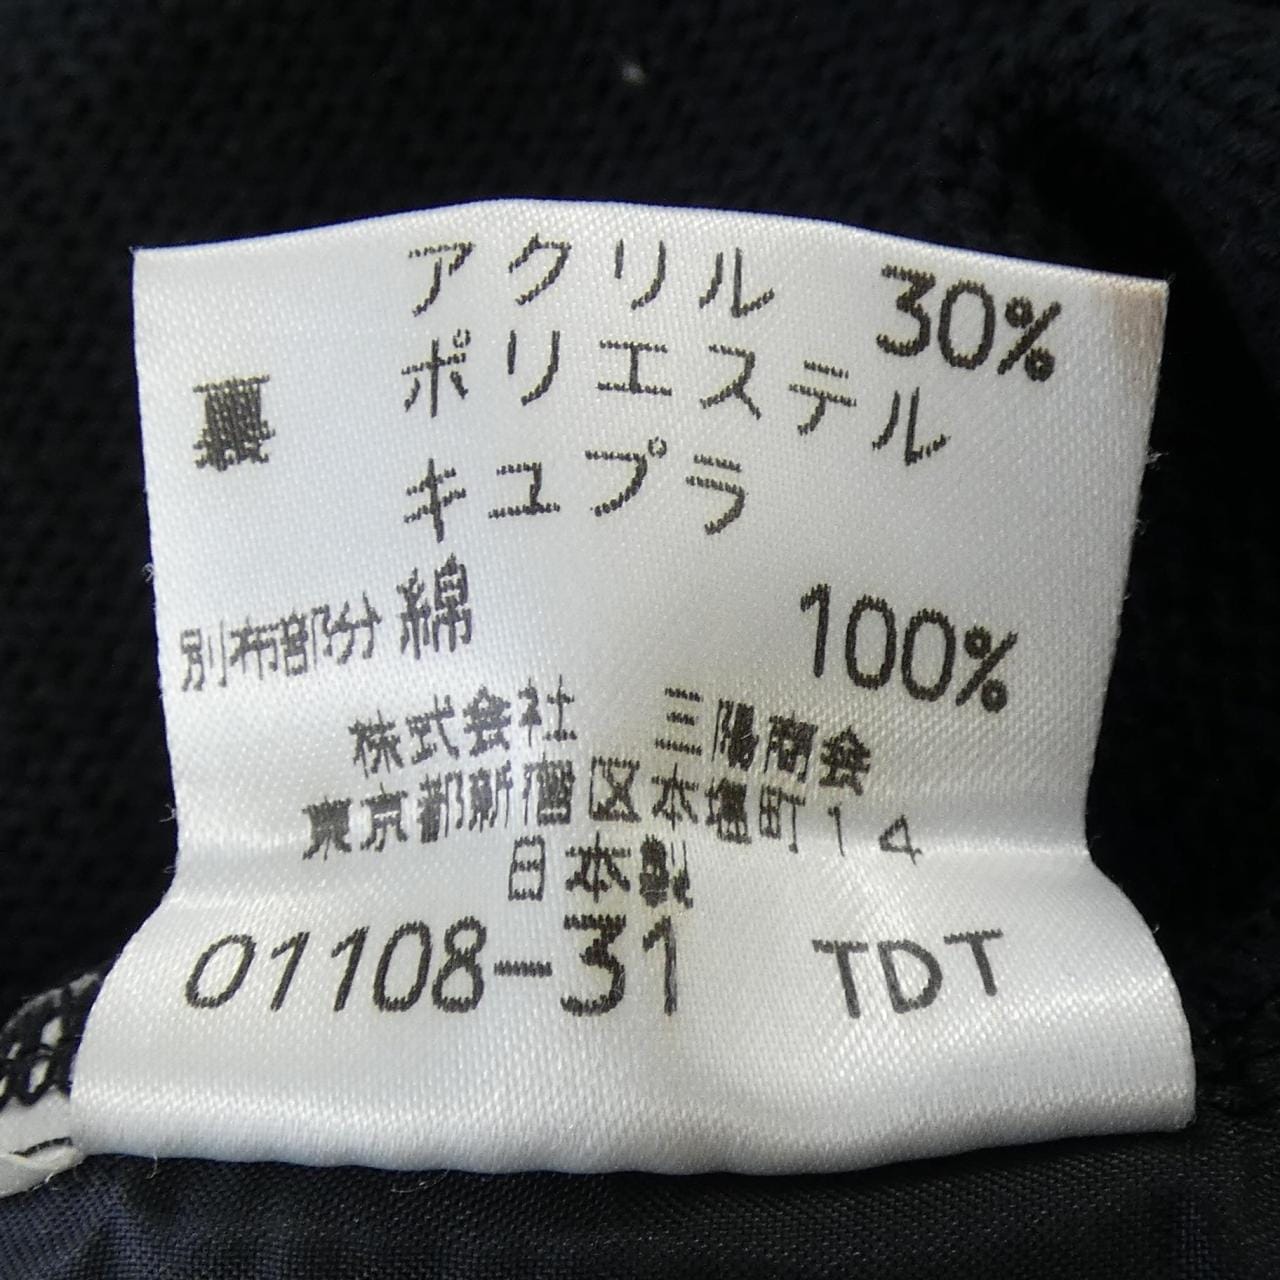 アクリル 30%
裏 ポリエステル
キュプラ
別布部分 綿 100%
株式会社 三陽商会
東京都新宿区本塩町14
日本製
01108-31 TDT